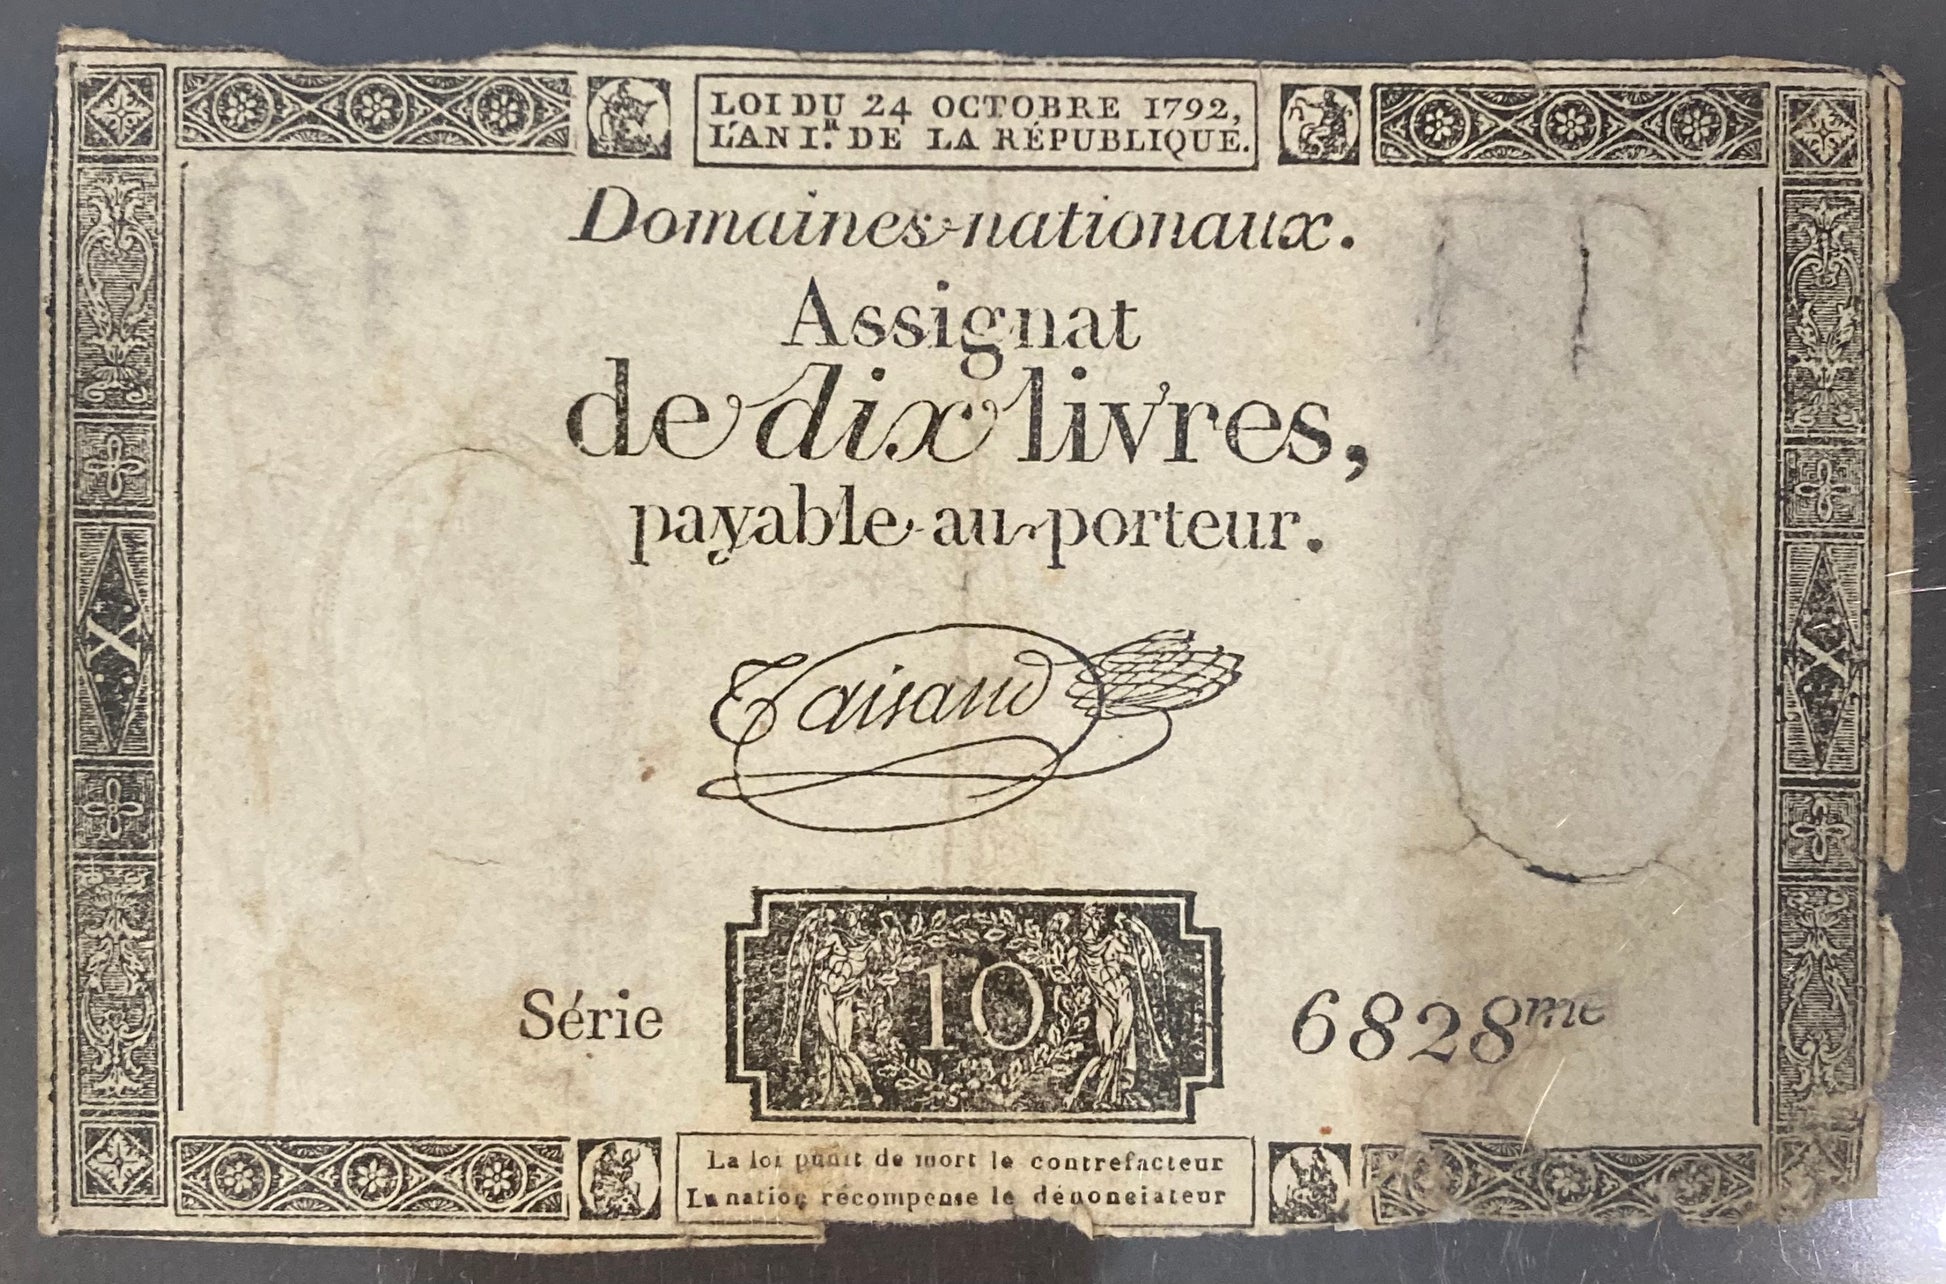 LOI DU 24 OCTOBRE 1792,
L'AN I.R DE LA RÉPUBLIQUE.
Domaines nationaux.
Assignat
de dix livres,
payable au porteur.
Taisaud
X
X
10
Série 6828me
La loi punit de mort le contrefacteur
La nation récompense le dénonciateur